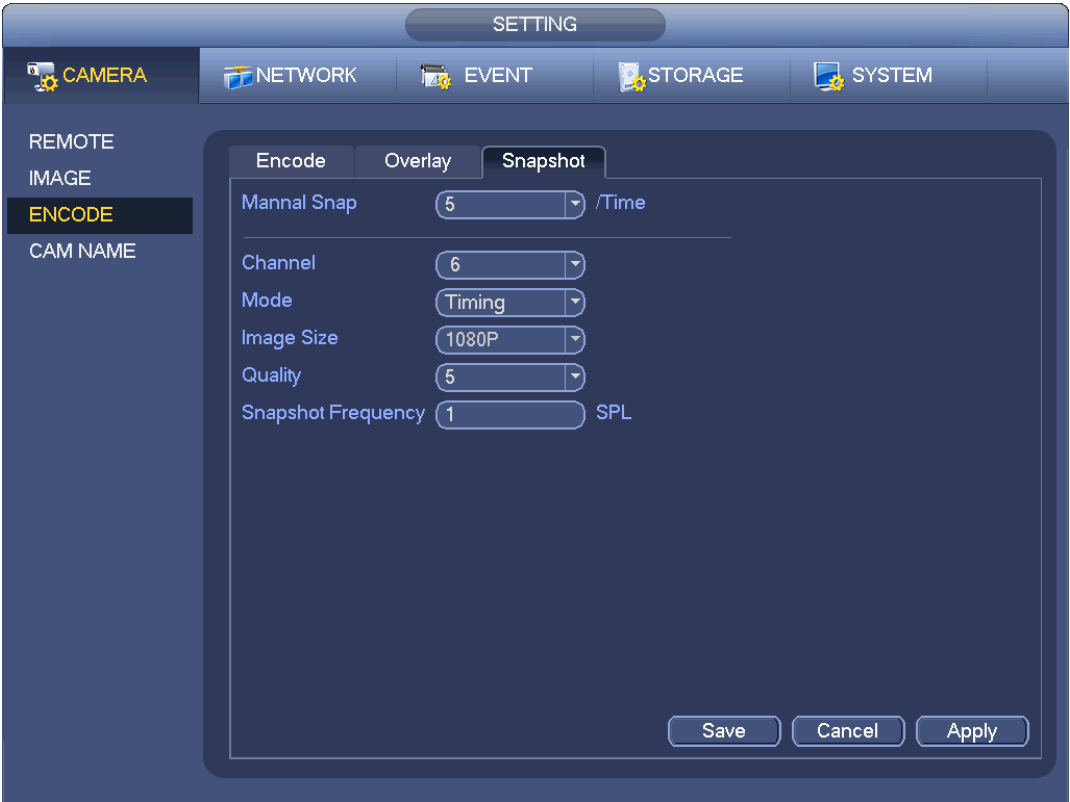 SETTING
CAMERA NETWORK EVENT STORAGE SYSTEM
REMOTE
IMAGE
ENCODE
CAM NAME
Encode Overlay Snapshot
Mannal Snap 5 /Time
Channel 6
Mode Timing
Image Size 1080P
Quality 5
Snapshot Frequency 1 SPL
Save Cancel Apply